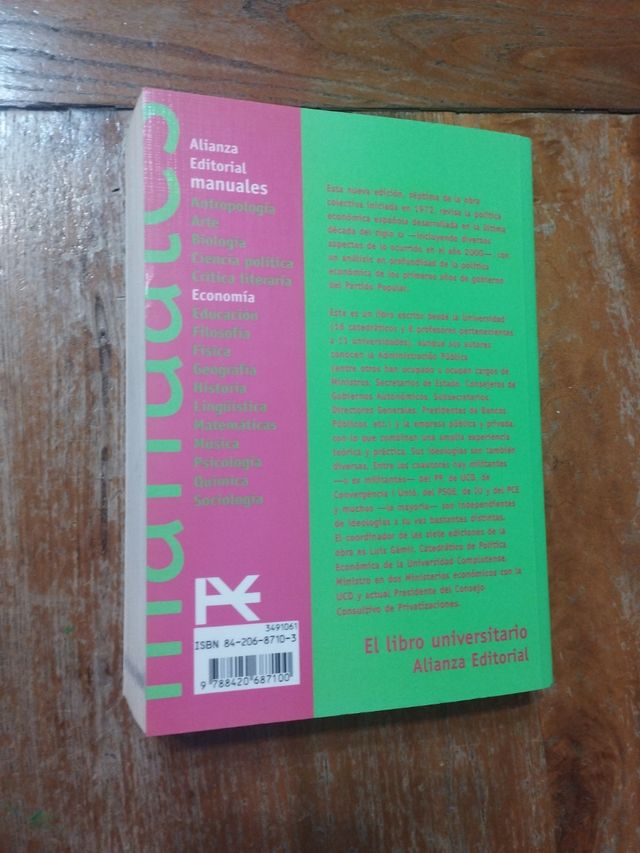 manuales
Alianza
Editorial
manuales
Antropología
Arte
Biología
Ciencia política
Crítica literaria
Economía
Educación
Filosofía
Física
Geografía
Historia
Lingüística
Matemáticas
Música
Psicología
Química
Sociología
3491061
ISBN 84-206-8710-3
9 788420 687100
Esta nueva edición, séptima de la obra
colectiva iniciada en 1972, revisa la política
económica española desarrollada en la última
década del siglo XX —incluyendo diversos
aspectos de lo ocurrido en el año 2000—, con
un análisis en profundidad de la política
económica de los primeros años de gobierno
del Partido Popular.
Este es un libro escrito desde la Universidad
(16 catedráticos y 6 profesores pertenecientes
a 11 universidades), aunque sus autores
conocen la Administración Pública
(entre otros han ocupado u ocupan cargos de
Ministros, Secretarios de Estado, Consejeros de
Gobiernos Autonómicos, Subsecretarios,
Directores Generales, Presidentes de Bancos
Públicos, etc.) y la empresa pública y privada,
con lo que combinan una amplia experiencia
teórica y práctica. Sus ideologías son también
diversas. Entre los coautores hay militantes
—o ex militantes— del PP, de UCD, de
Convergència i Unió, del PSOE, de IU y del PCE
y muchos —la mayoría— son independientes
de ideologías a su vez bastantes distintas.
El coordinador de las siete ediciones de la
obra es Luis Gámir, Catedrático de Política
Económica de la Universidad Complutense,
Ministro en dos Ministerios económicos con la
UCD y actual Presidente del Consejo
Consultivo de Privatizaciones.
El libro universitario
Alianza Editorial